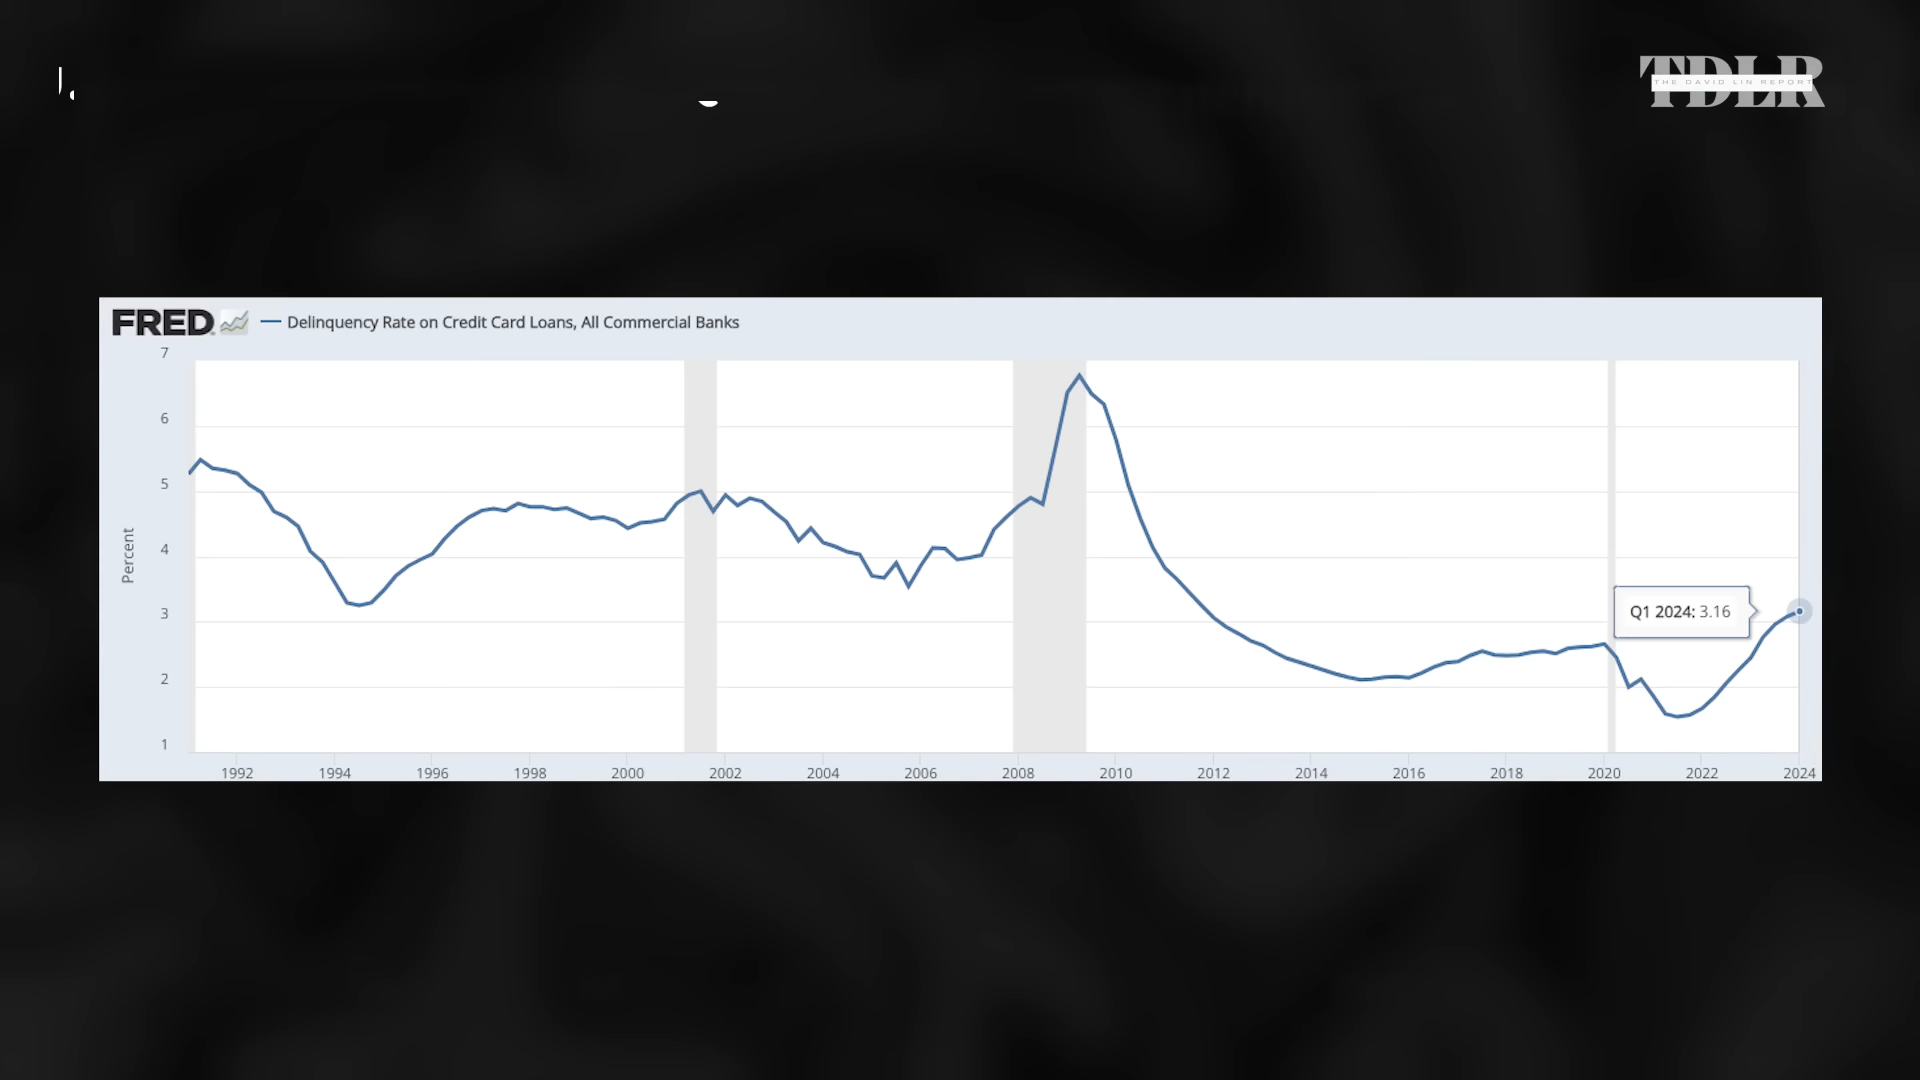 TDLR
THE DAVID LIN REPORT
FRED — Delinquency Rate on Credit Card Loans, All Commercial Banks
7
6
5
4
3
2
1
Percent
Q1 2024: 3.16
1992 1994 1996 1998 2000 2002 2004 2006 2008 2010 2012 2014 2016 2018 2020 2022 2024